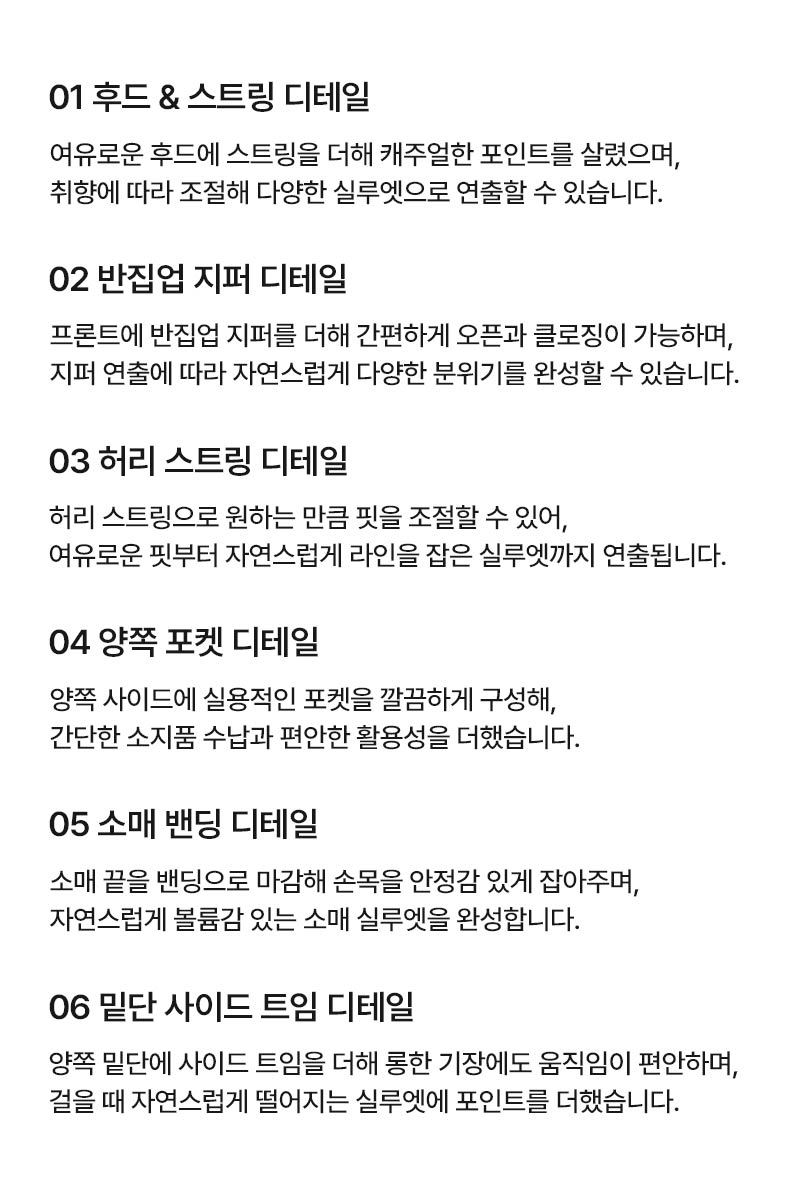 01 후드 & 스트링 디테일
여유로운 후드에 스트링을 더해 캐주얼한 포인트를 살렸으며,
취향에 따라 조절해 다양한 실루엣으로 연출할 수 있습니다.
02 반집업 지퍼 디테일
프론트에 반집업 지퍼를 더해 간편하게 오픈과 클로징이 가능하며,
지퍼 연출에 따라 자연스럽게 다양한 분위기를 완성할 수 있습니다.
03 허리 스트링 디테일
허리 스트링으로 원하는 만큼 핏을 조절할 수 있어,
여유로운 핏부터 자연스럽게 라인을 잡은 실루엣까지 연출됩니다.
04 양쪽 포켓 디테일
양쪽 사이드에 실용적인 포켓을 깔끔하게 구성해,
간단한 소지품 수납과 편안한 활용성을 더했습니다.
05 소매 밴딩 디테일
소매 끝을 밴딩으로 마감해 손목을 안정감 있게 잡아주며,
자연스럽게 볼륨감 있는 소매 실루엣을 완성합니다.
06 밑단 사이드 트임 디테일
양쪽 밑단에 사이드 트임을 더해 롱한 기장에도 움직임이 편안하며,
걸을 때 자연스럽게 떨어지는 실루엣에 포인트를 더했습니다.